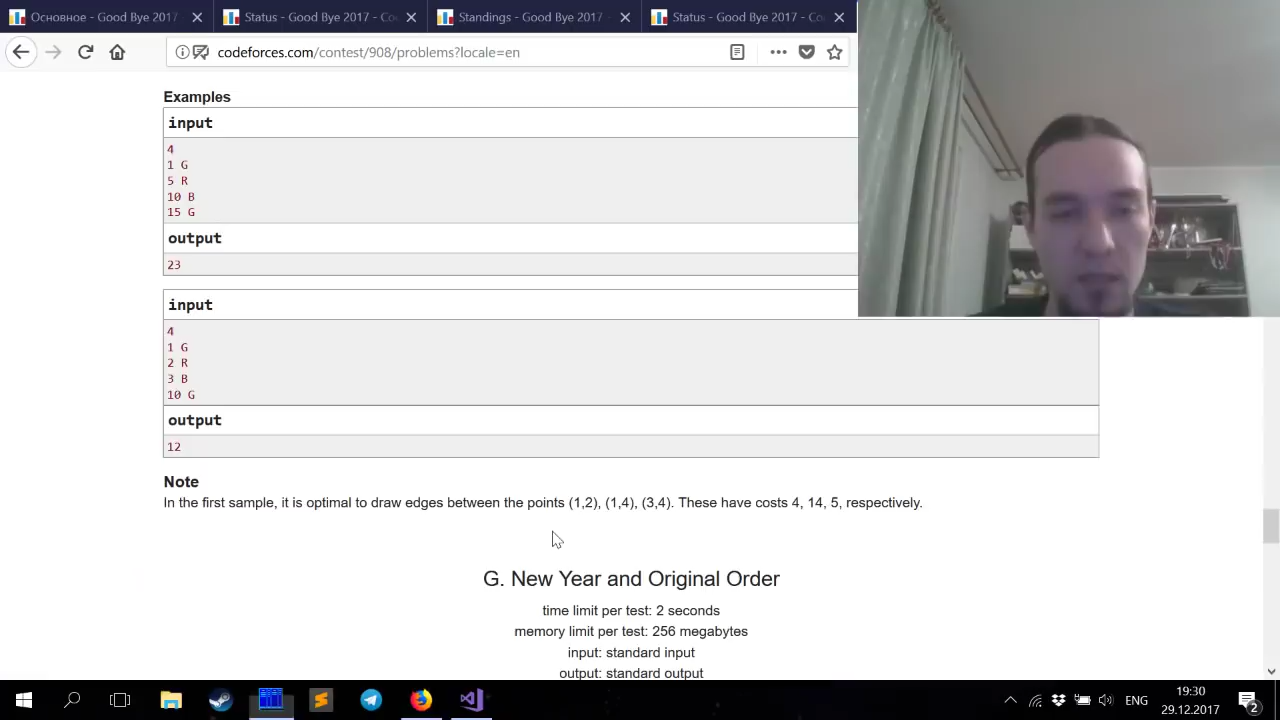 Основное - Good Bye 2017
Status - Good Bye 2017 - Co
Standings - Good Bye 2017 -
Status - Good Bye 2017 - Co
codeforces.com/contest/908/problems?locale=en
Examples
input
4
1 G
5 R
10 B
15 G
output
23
input
4
1 G
2 R
3 B
10 G
output
12
Note
In the first sample, it is optimal to draw edges between the points (1,2), (1,4), (3,4). These have costs 4, 14, 5, respectively.
G. New Year and Original Order
time limit per test: 2 seconds
memory limit per test: 256 megabytes
input: standard input
output: standard output
ENG
19:30
29.12.2017
2